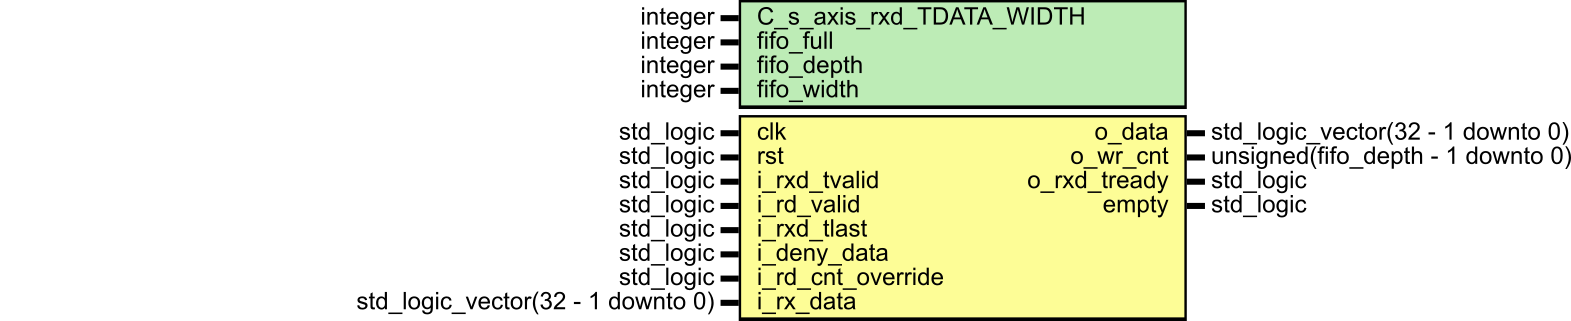 integer C_s_axis_rxd_TDATA_WIDTH
integer fifo_full
integer fifo_depth
integer fifo_width
std_logic clk o_data std_logic_vector(32 - 1 downto 0)
std_logic rst o_wr_cnt unsigned(fifo_depth - 1 downto 0)
std_logic i_rxd_tvalid o_rxd_tready std_logic
std_logic i_rd_valid empty std_logic
std_logic i_rxd_tlast
std_logic i_deny_data
std_logic i_rd_cnt_override
std_logic_vector(32 - 1 downto 0) i_rx_data